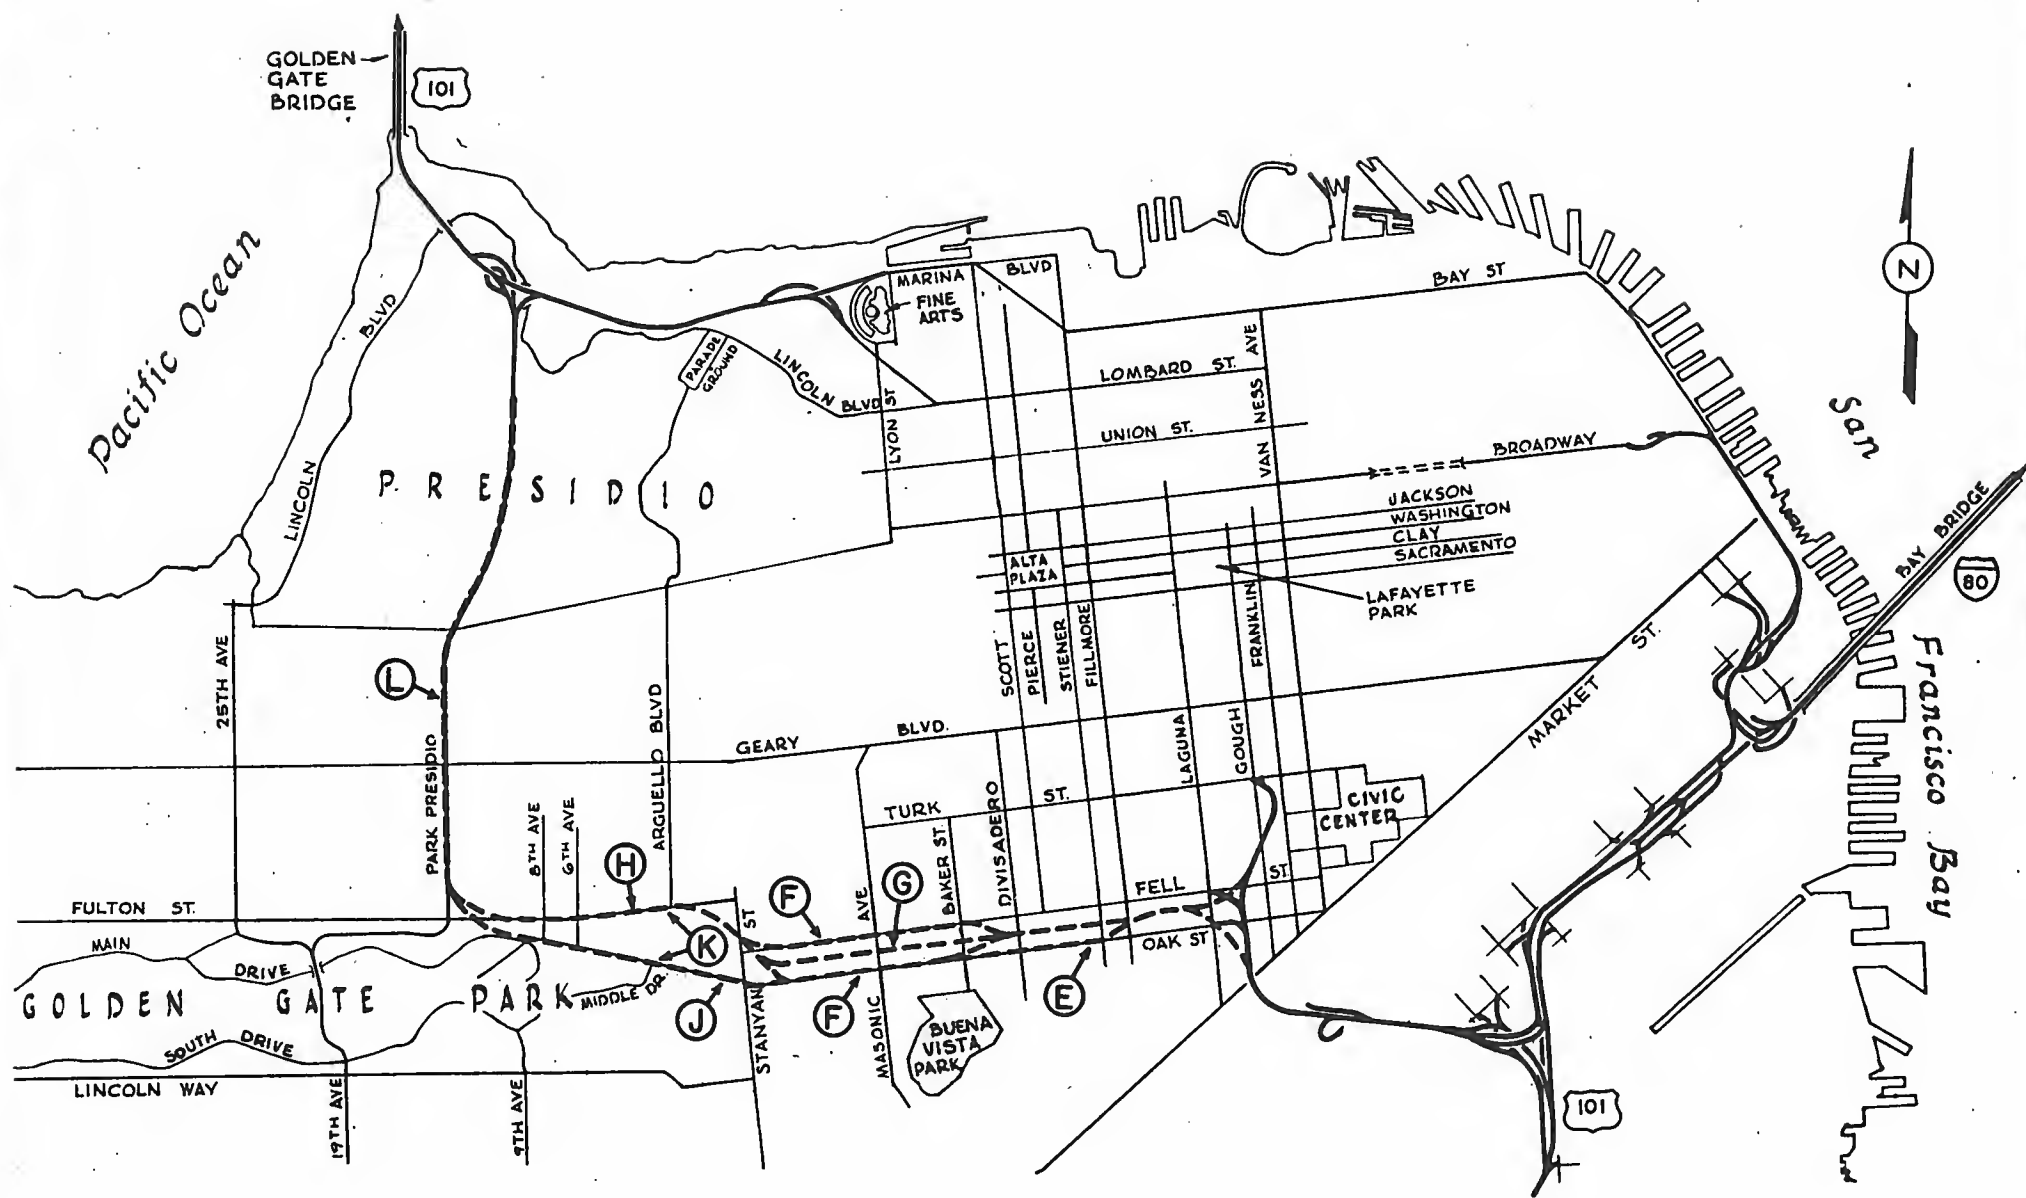 GOLDEN
GATE
BRIDGE
101
Pacific Ocean
LINCOLN
BLVD
PRESIDIO
PARADE
GROUND
LINCOLN
BLVD
MARINA
BLVD
FINE
ARTS
LYON ST
BAY ST
LOMBARD ST.
UNION ST.
VAN NESS AVE
BROADWAY
JACKSON
WASHINGTON
CLAY
SACRAMENTO
ALTA
PLAZA
LAFAYETTE
PARK
SCOTT
PIERCE
STIENER
FILLMORE
FRANKLIN
N
San
Francisco Bay
BAY BRIDGE
80
MARKET ST.
25TH AVE
L
PARK PRESIDIO
ARGUELLO BLVD
GEARY BLVD.
LAGUNA
GOUGH
TURK ST.
DIVISADERO
BAKER ST.
CIVIC
CENTER
8TH AVE
6TH AVE
H
F
G
MASONIC AVE
FELL ST
OAK ST
FULTON ST.
MAIN
DRIVE
GOLDEN GATE PARK
MIDDLE DR.
K
J
F
E
STANYAN ST
SOUTH DRIVE
LINCOLN WAY
19TH AVE
9TH AVE
BUENA
VISTA
PARK
101